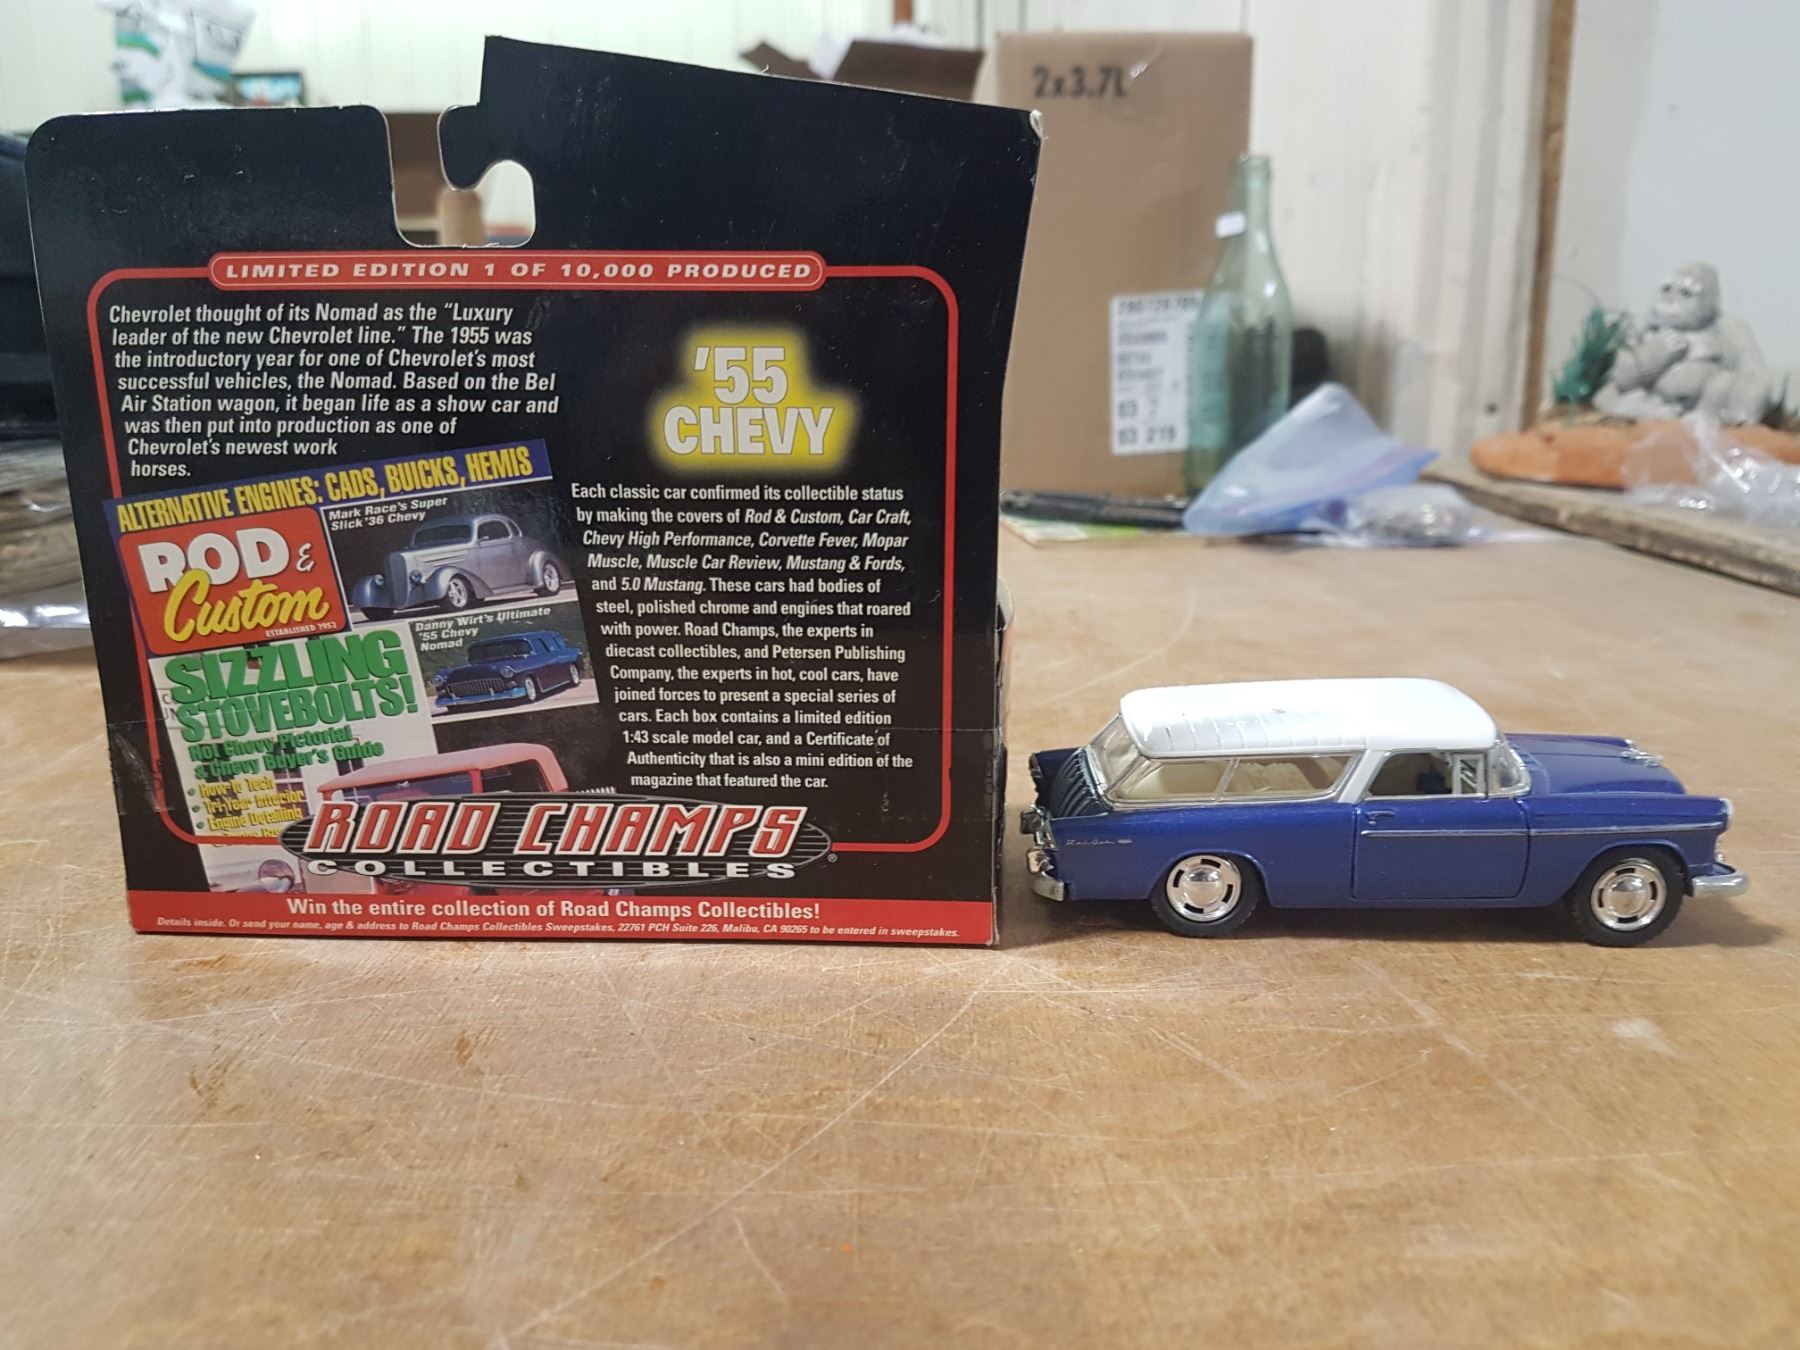 LIMITED EDITION 1 OF 10,000 PRODUCED
Chevrolet thought of its Nomad as the "Luxury
leader of the new Chevrolet line." The 1955 was
the introductory year for one of Chevrolet's most
successful vehicles, the Nomad. Based on the Bel
Air Station wagon, it began life as a show car and
was then put into production as one of
Chevrolet's newest work
horses.
'55
CHEVY
Each classic car confirmed its collectible status
by making the covers of Rod & Custom, Car Craft,
Chevy High Performance, Corvette Fever, Mopar
Muscle, Muscle Car Review, Mustang & Fords,
and 5.0 Mustang. These cars had bodies of
steel, polished chrome and engines that roared
with power. Road Champs, the experts in
diecast collectibles, and Petersen Publishing
Company, the experts in hot, cool cars, have
joined forces to present a special series of
cars. Each box contains a limited edition
1:43 scale model car, and a Certificate of
Authenticity that is also a mini edition of the
magazine that featured the car.
ALTERNATIVE ENGINES: CADS, BUICKS, HEMIS
ROD &
Custom
ESTABLISHED 1953
Mark Race's Super
Slick '36 Chevy
Danny Wirt's Ultimate
'55 Chevy
Nomad
SIZZLING
STOVEBOLTS!
Hot Chevy Pictorial
& Chevy Buyer's Guide
• How-To Tech
• Tri-Year Interior
• Engine Detailing
ROAD CHAMPS
COLLECTIBLES®
Win the entire collection of Road Champs Collectibles!
Details inside. Or send your name, age & address to Road Champs Collectibles Sweepstakes, 22761 PCH Suite 226, Malibu, CA 90265 to be entered in sweepstakes.
2x3.7L
03 219
Bel Air